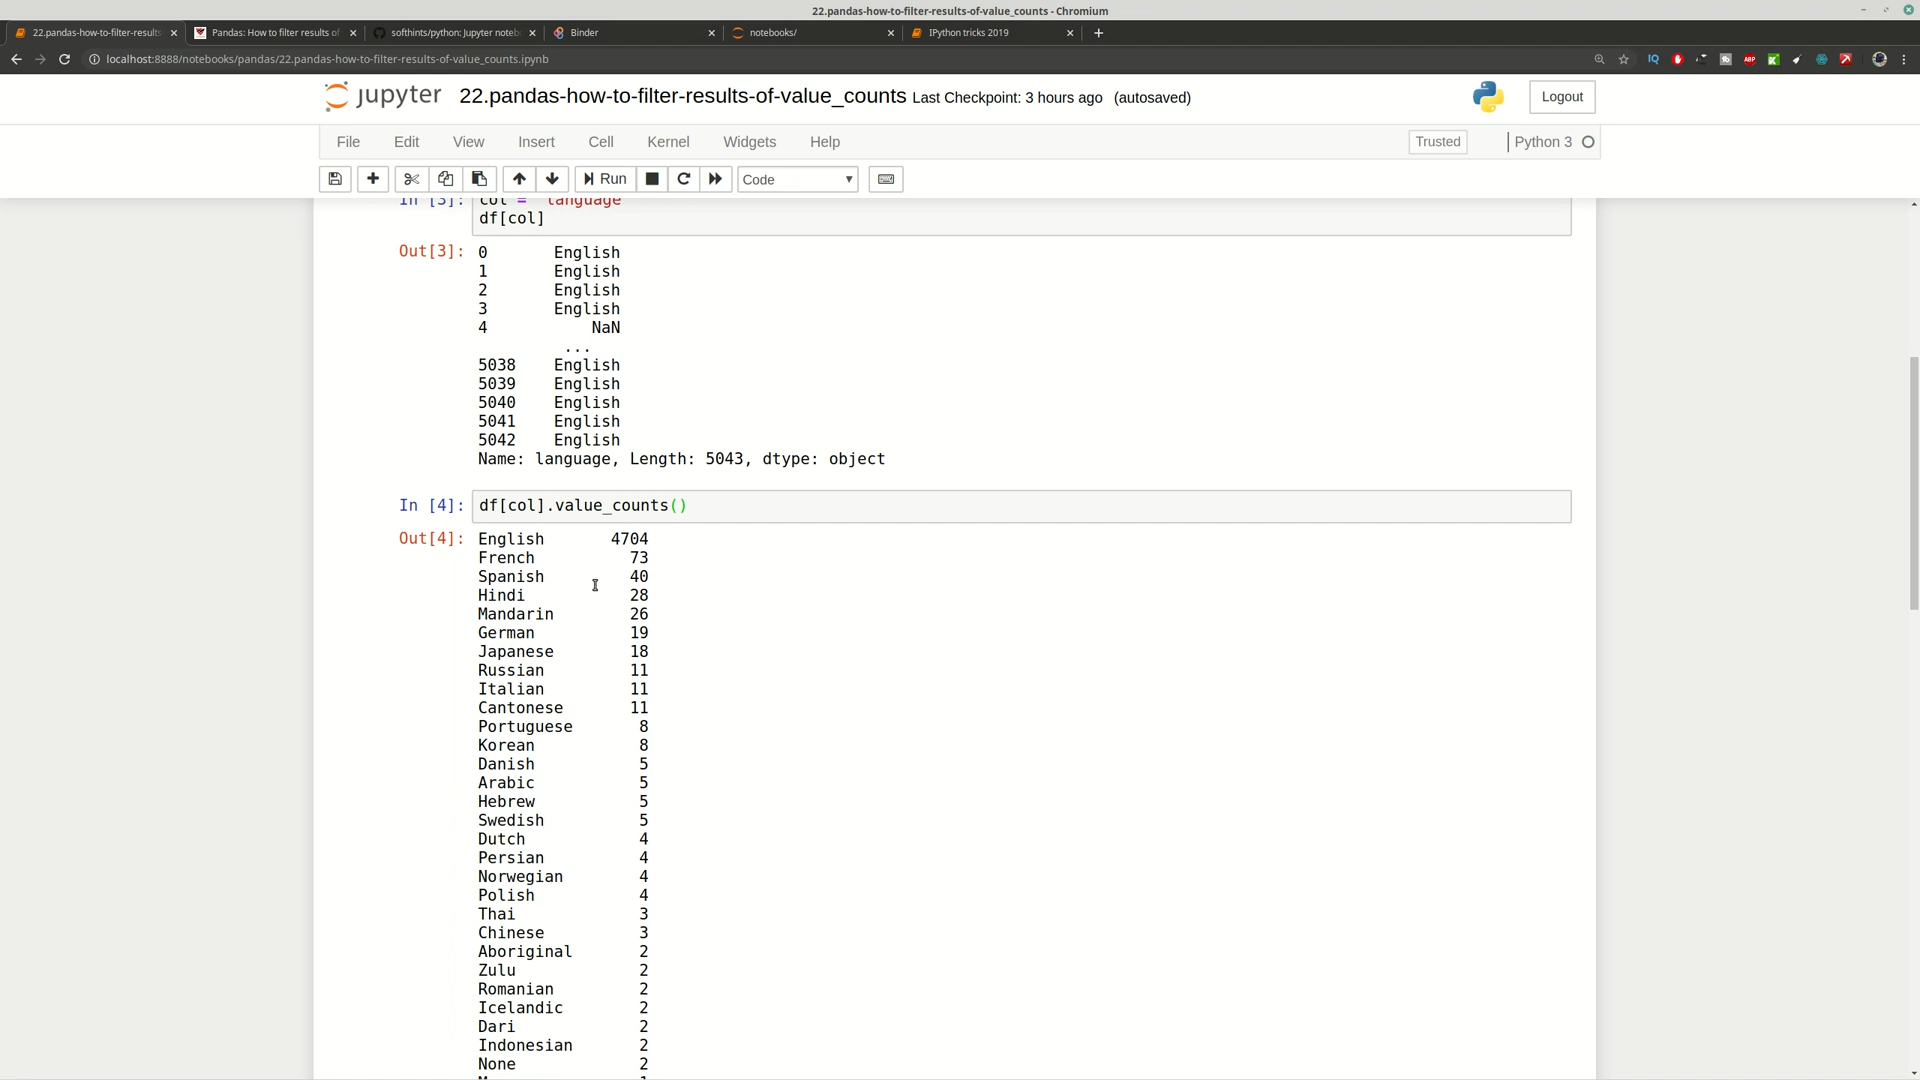 22.pandas-how-to-filter-results-of-value_counts - Chromium
22.pandas-how-to-filter-results
Pandas: How to filter results of
softhints/python: Jupyter noteb
Binder
notebooks/
IPython tricks 2019
localhost:8888/notebooks/pandas/22.pandas-how-to-filter-results-of-value_counts.ipynb
IQ
ABP
jupyter 22.pandas-how-to-filter-results-of-value_counts Last Checkpoint: 3 hours ago (autosaved)
Logout
File Edit View Insert Cell Kernel Widgets Help
Trusted
Python 3
Run
Code
In [3]: col = 'language
df[col]
Out[3]: 0 English
1 English
2 English
3 English
4 NaN
...
5038 English
5039 English
5040 English
5041 English
5042 English
Name: language, Length: 5043, dtype: object
In [4]: df[col].value_counts()
Out[4]: English 4704
French 73
Spanish 40
Hindi 28
Mandarin 26
German 19
Japanese 18
Russian 11
Italian 11
Cantonese 11
Portuguese 8
Korean 8
Danish 5
Arabic 5
Hebrew 5
Swedish 5
Dutch 4
Persian 4
Norwegian 4
Polish 4
Thai 3
Chinese 3
Aboriginal 2
Zulu 2
Romanian 2
Icelandic 2
Dari 2
Indonesian 2
None 2